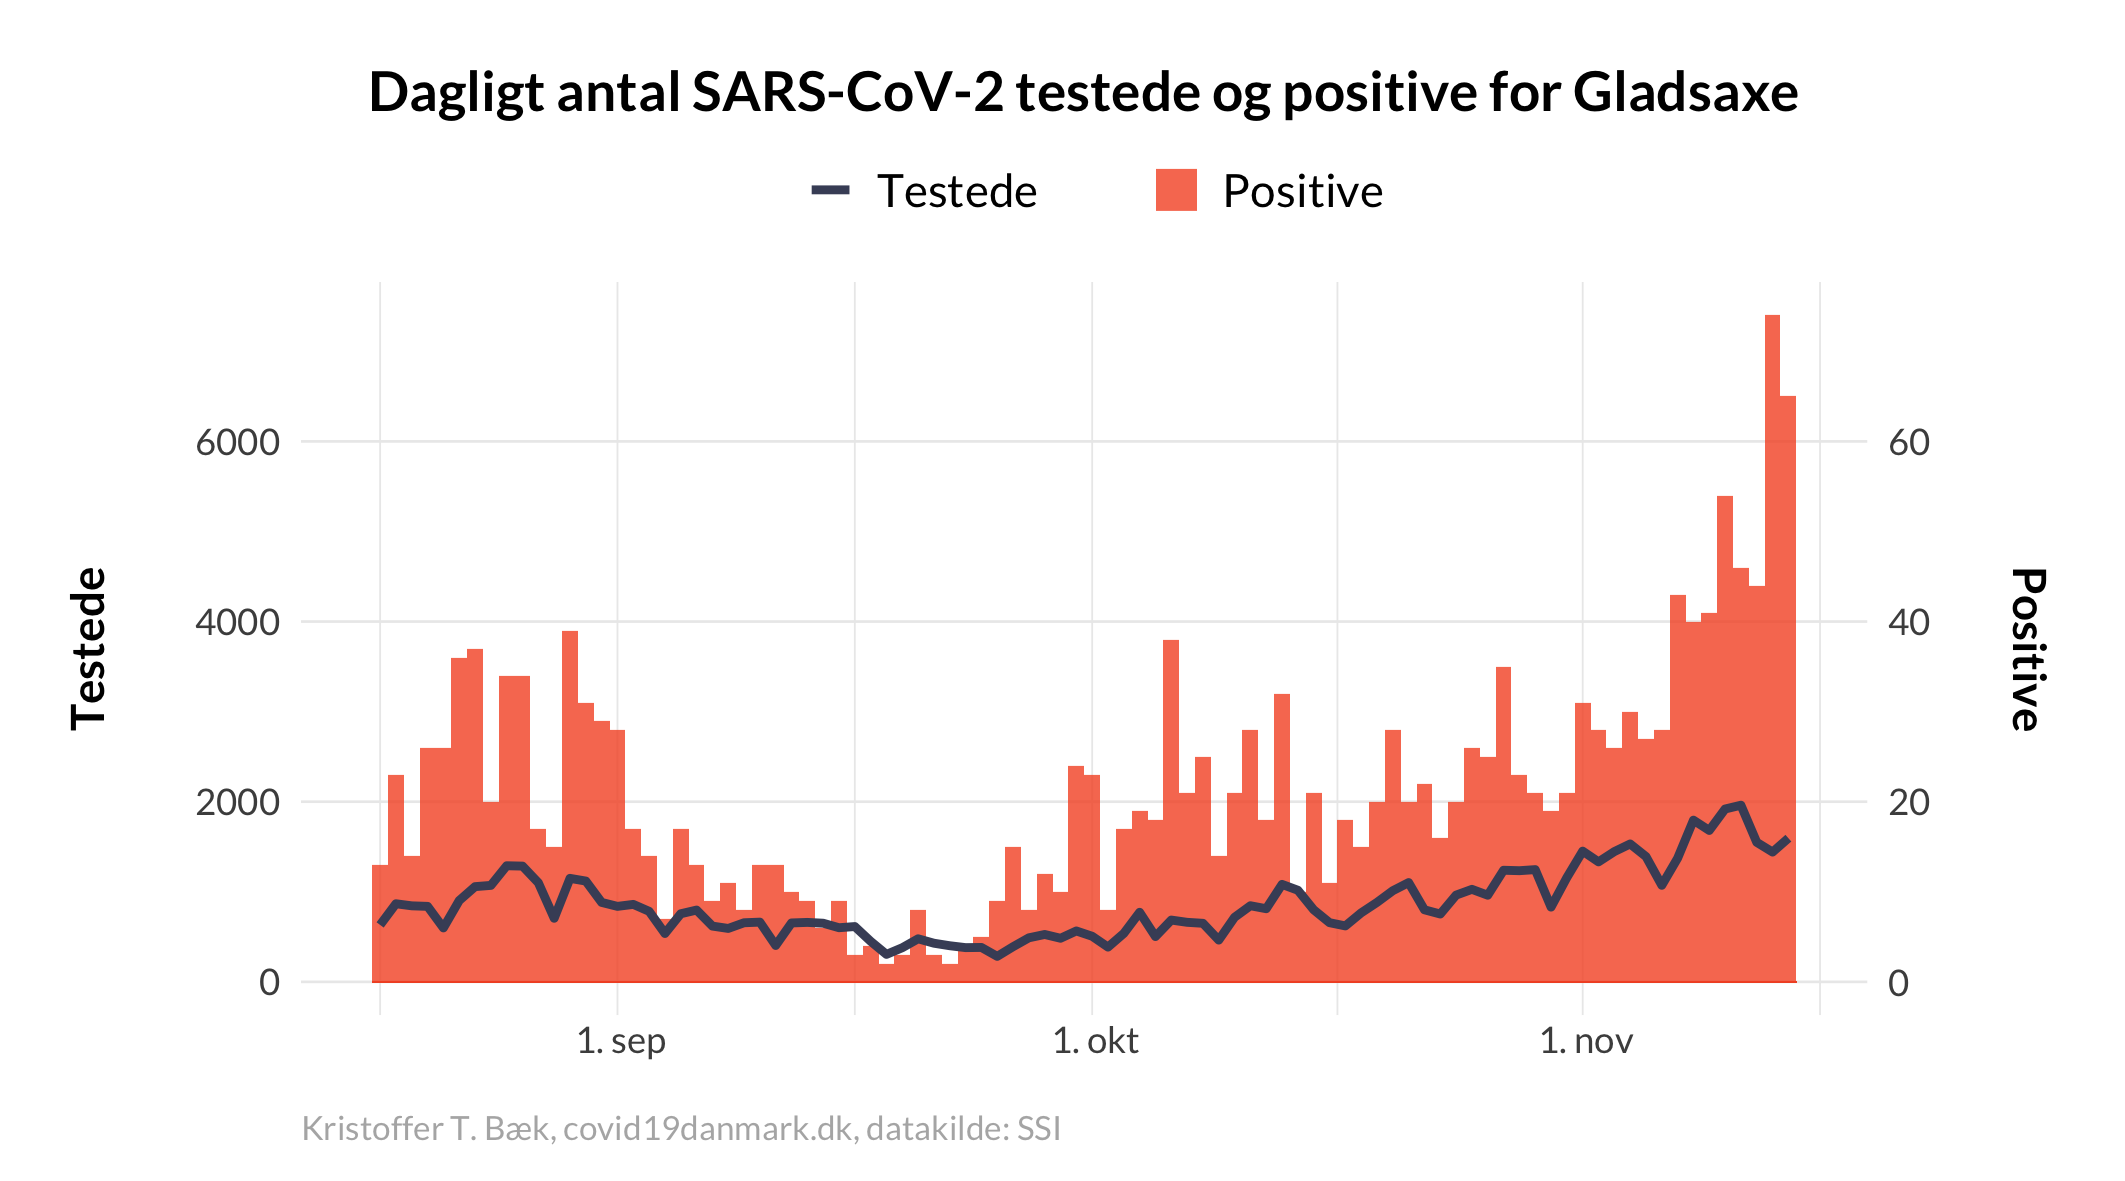 Dagligt antal SARS-CoV-2 testede og positive for Gladsaxe
Testede
Positive
Testede
6000
4000
2000
0
60
40
20
0
Positive
1. sep
1. okt
1. nov
Kristoffer T. Bæk, covid19danmark.dk, datakilde: SSI